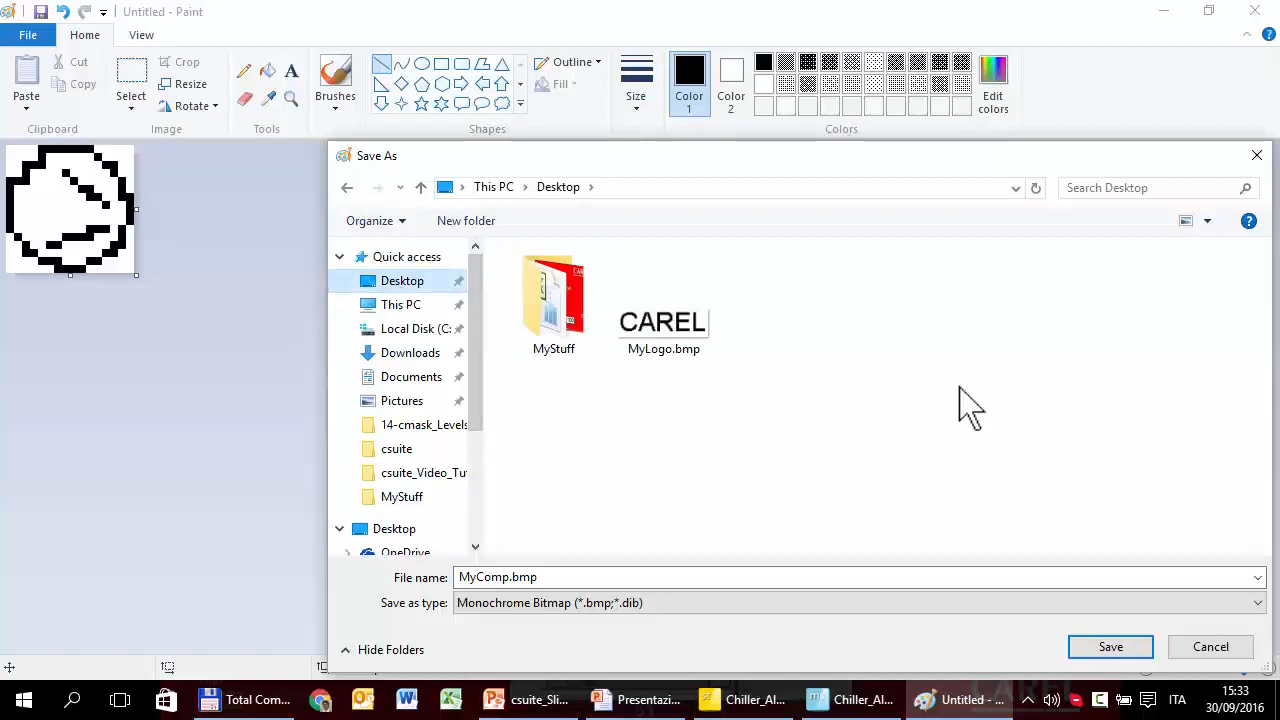 Untitled - Paint
File
Home
View
Paste
Cut
Copy
Clipboard
Select
Crop
Resize
Rotate
Image
Tools
Brushes
Shapes
Outline
Fill
Size
Color 1
Color 2
Edit colors
Colors
Save As
This PC
Desktop
Search Desktop
Organize
New folder
Quick access
Desktop
This PC
Local Disk (C:
Downloads
Documents
Pictures
14-cmask_Levels
csuite
csuite_Video_Tu
MyStuff
Desktop
OneDrive
MyStuff
CAREL
MyLogo.bmp
File name: MyComp.bmp
Save as type: Monochrome Bitmap (*.bmp;*.dib)
Hide Folders
Save
Cancel
Total Com...
csuite_Sli...
Presentazi...
Chiller_Al...
Chiller_Al...
Untitled - ...
ITA
15:33
30/09/2016